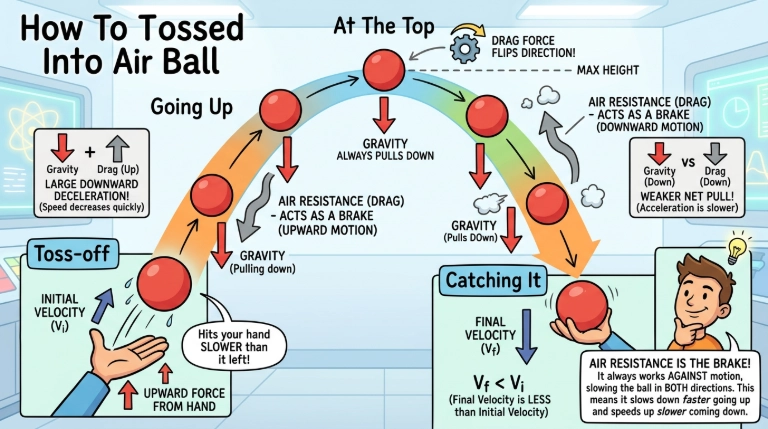 How To Tossed
Into Air Ball
At The Top
DRAG FORCE
FLIPS DIRECTION!
MAX HEIGHT
Going Up
GRAVITY
ALWAYS PULLS DOWN
AIR RESISTANCE (DRAG)
– ACTS AS A BRAKE
(DOWNWARD MOTION)
+
Gravity
Drag (Up)
LARGE DOWNWARD
DECELERATION!
(Speed decreases quickly)
AIR RESISTANCE (DRAG)
– ACTS AS A BRAKE
(UPWARD MOTION)
GRAVITY
(Pulling down)
GRAVITY
(Pulls DOwn)
VS
Gravity
(Down)
Drag
(Down)
WEAKER NET PULL!
(Acceleration is slower)
Toss-off
INITIAL
VELOCITY
(Vi)
Hits your hand
SLOWER than
it left!
UPWARD FORCE
FROM HAND
Catching It
FINAL
VELOCITY
(Vf)
Vf < Vi
(Final Velocity is LESS
than Initial Velocity)
AIR RESISTANCE IS THE BRAKE!
It always works AGAINST motion,
slowing the ball in BOTH directions. This
means it slows down faster going up
and speeds up slower coming down.